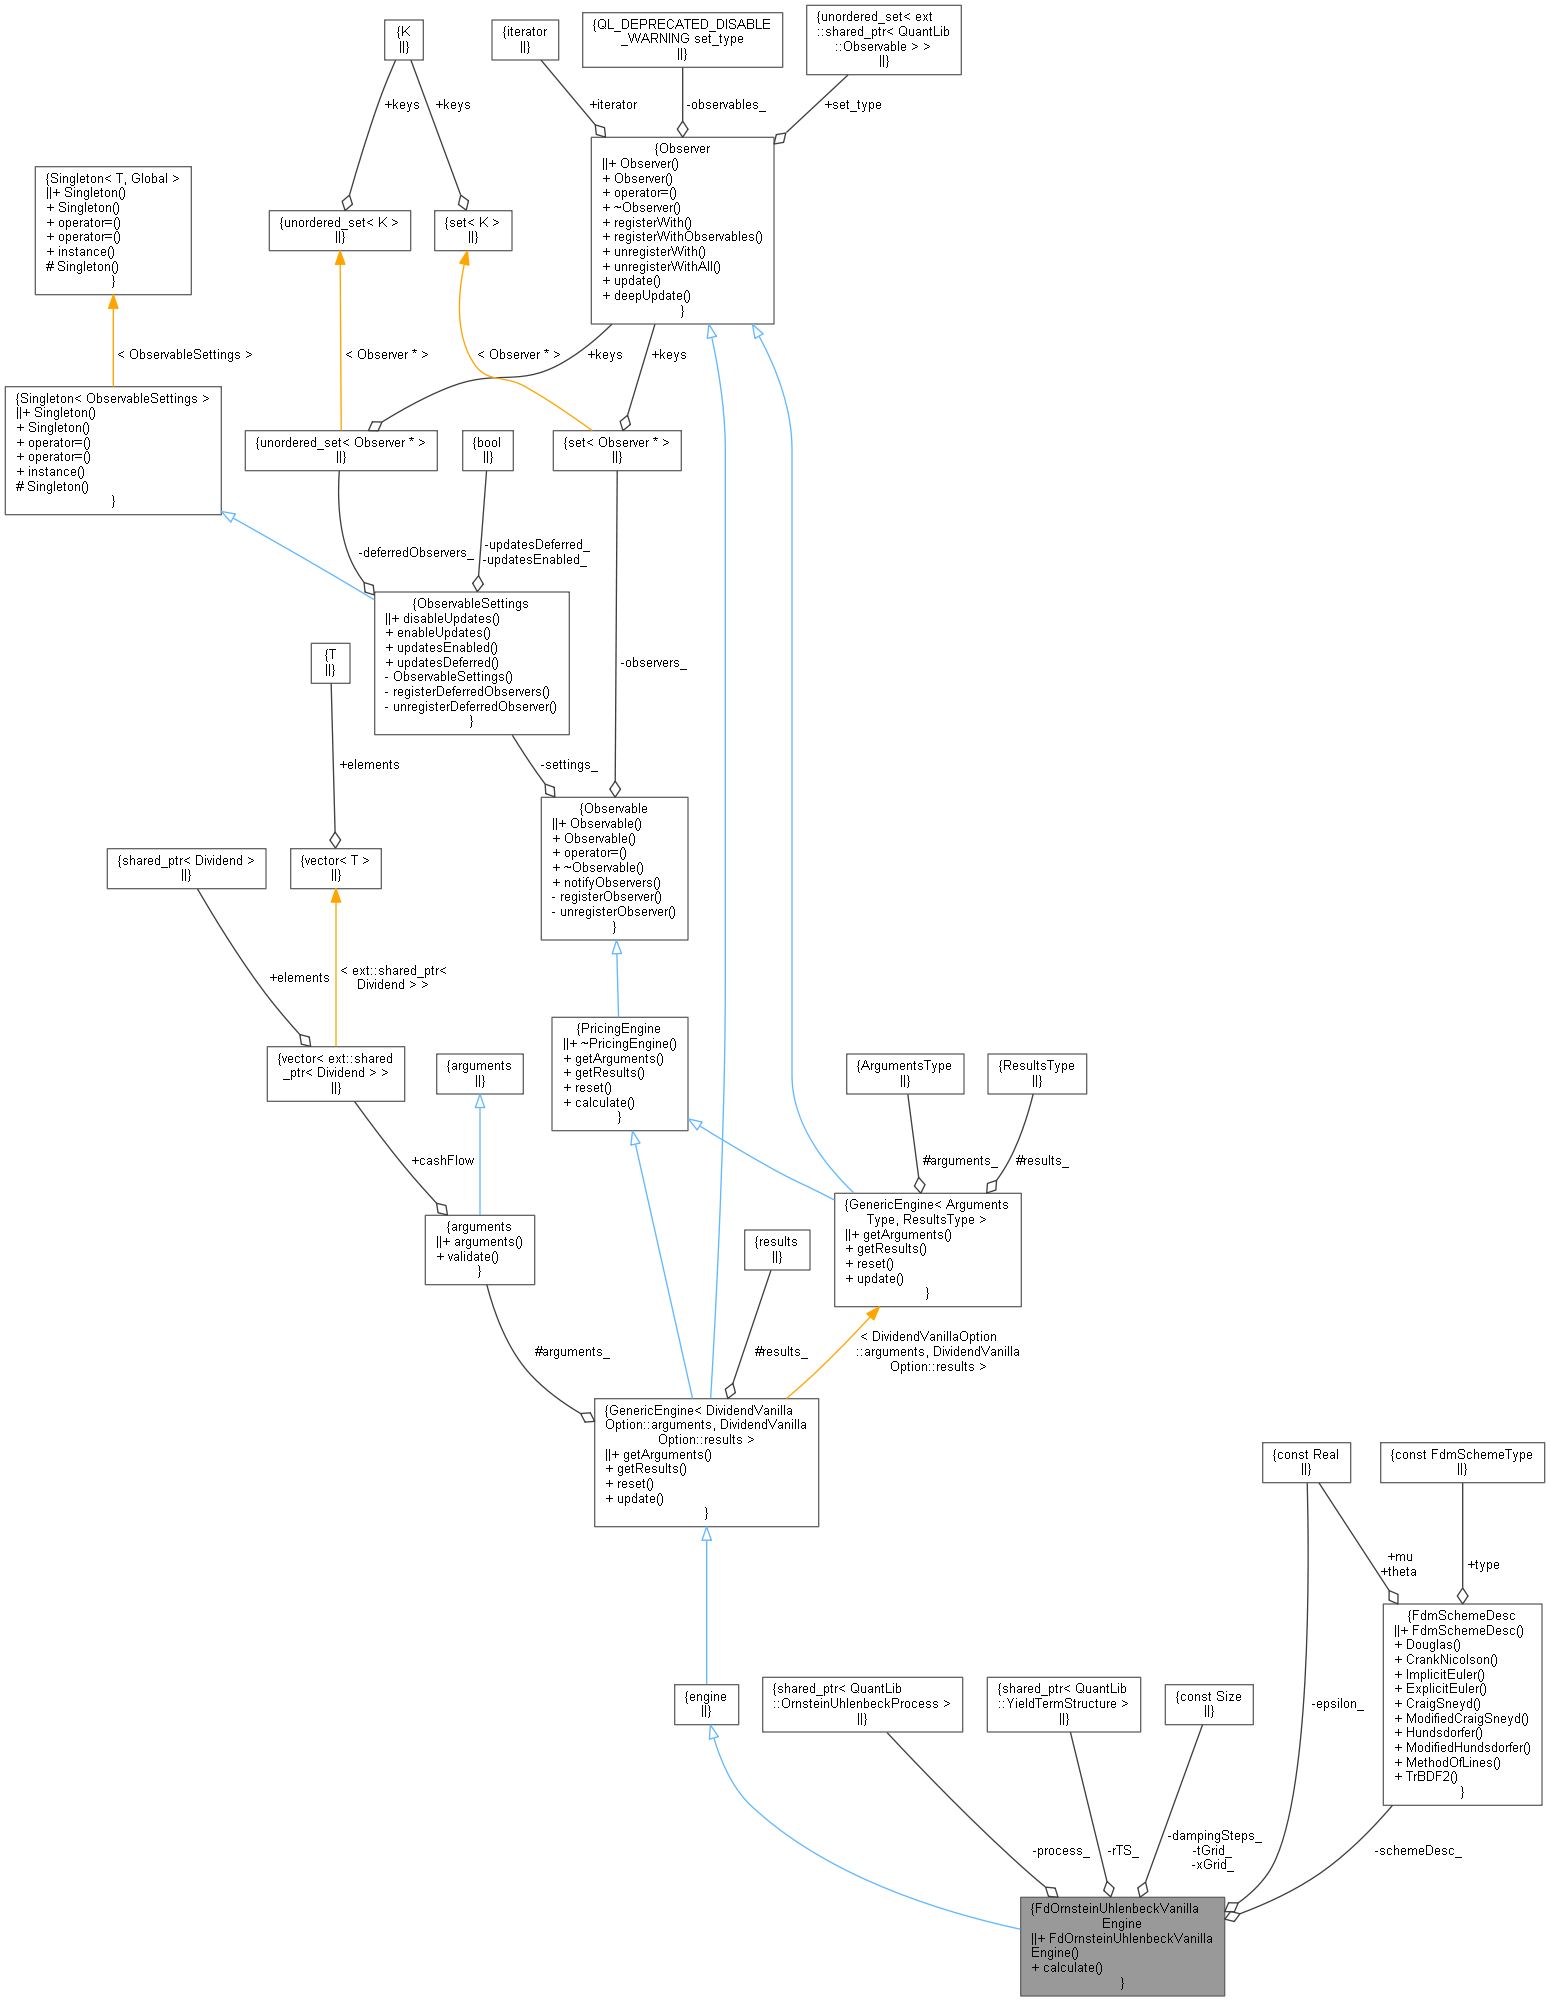 {K
||}
{iterator
||}
{QL_DEPRECATED_DISABLE
_WARNING set_type
||}
{unordered_set< ext
::shared_ptr< QuantLib
::Observable > >
||}
+keys
+keys
+iterator
-observables_
+set_type
{Singleton< T, Global >
||+ Singleton()
+ Singleton()
+ operator=()
+ operator=()
+ instance()
# Singleton()
}
{unordered_set< K >
||}
{set< K >
||}
{Observer
||+ Observer()
+ Observer()
+ operator=()
+ ~Observer()
+ registerWith()
+ registerWithObservables()
+ unregisterWith()
+ unregisterWithAll()
+ update()
+ deepUpdate()
}
< ObservableSettings >
< Observer * >
< Observer * >
+keys
+keys
{Singleton< ObservableSettings >
||+ Singleton()
+ Singleton()
+ operator=()
+ operator=()
+ instance()
# Singleton()
}
{unordered_set< Observer * >
||}
{bool
||}
{set< Observer * >
||}
-deferredObservers_
-updatesDeferred_
-updatesEnabled_
{ObservableSettings
||+ disableUpdates()
+ enableUpdates()
+ updatesEnabled()
+ updatesDeferred()
- ObservableSettings()
- registerDeferredObservers()
- unregisterDeferredObserver()
}
{T
||}
-observers_
+elements
-settings_
{Observable
||+ Observable()
+ Observable()
+ operator=()
+ ~Observable()
+ notifyObservers()
- registerObserver()
- unregisterObserver()
}
{shared_ptr< Dividend >
||}
{vector< T >
||}
+elements
< ext::shared_ptr<
Dividend > >
{vector< ext::shared
_ptr< Dividend > >
||}
{arguments
||}
{PricingEngine
||+ ~PricingEngine()
+ getArguments()
+ getResults()
+ reset()
+ calculate()
}
{ArgumentsType
||}
{ResultsType
||}
+cashFlow
#arguments_
#results_
{arguments
||+ arguments()
+ validate()
}
{results
||}
{GenericEngine< Arguments
Type, ResultsType >
||+ getArguments()
+ getResults()
+ reset()
+ update()
}
#arguments_
#results_
< DividendVanillaOption
::arguments, DividendVanilla
Option::results >
{GenericEngine< DividendVanilla
Option::arguments, DividendVanilla
Option::results >
||+ getArguments()
+ getResults()
+ reset()
+ update()
}
{const Real
||}
{const FdmSchemeType
||}
+mu
+theta
+type
{FdmSchemeDesc
||+ FdmSchemeDesc()
+ Douglas()
+ CrankNicolson()
+ ImplicitEuler()
+ ExplicitEuler()
+ CraigSneyd()
+ ModifiedCraigSneyd()
+ Hundsdorfer()
+ ModifiedHundsdorfer()
+ MethodOfLines()
+ TrBDF2()
}
{engine
||}
{shared_ptr< QuantLib
::OrnsteinUhlenbeckProcess >
||}
{shared_ptr< QuantLib
::YieldTermStructure >
||}
{const Size
||}
-epsilon_
-process_
-rTS_
-dampingSteps_
-tGrid_
-xGrid_
-schemeDesc_
{FdOrnsteinUhlenbeckVanilla
Engine
||+ FdOrnsteinUhlenbeckVanilla
Engine()
+ calculate()
}